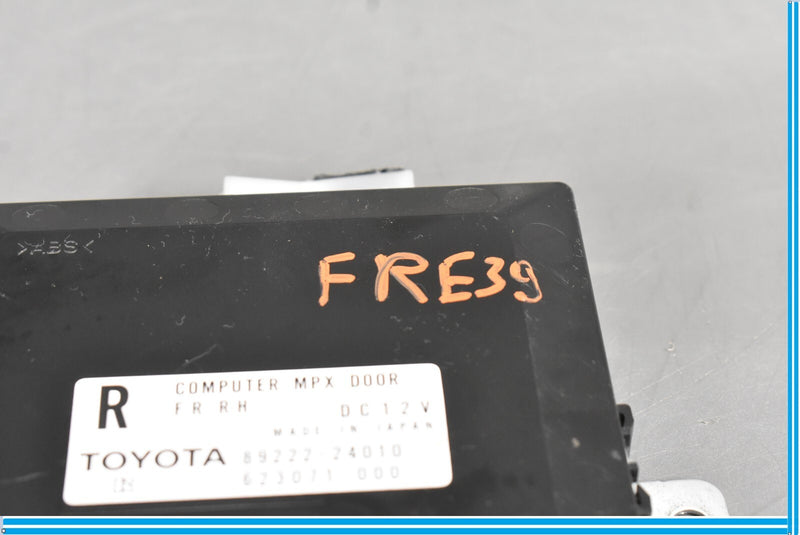 >ABS<
FRE39
R
COMPUTER MPX DOOR
FR RH DC12V
MADE IN JAPAN
TOYOTA 89222-24010
623071 000